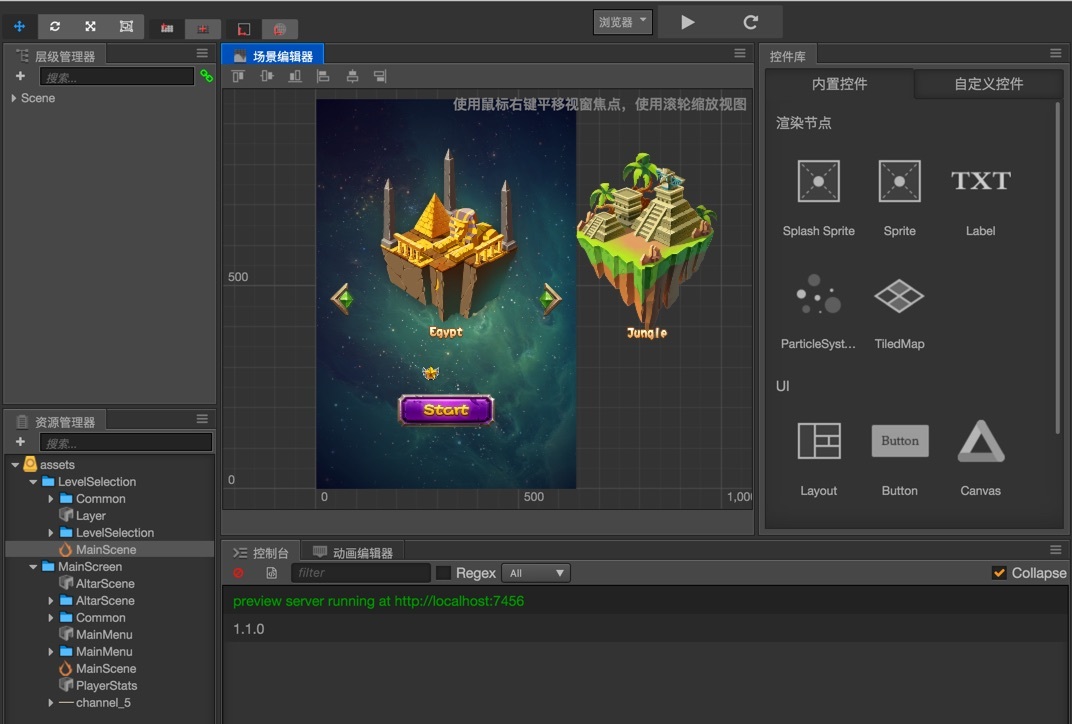 浏览器
层级管理器
搜索...
Scene
场景编辑器
使用鼠标右键平移视窗焦点，使用滚轮缩放视图
500
0
0
500
1,00
Egypt
Jungle
Start
控件库
内置控件
自定义控件
渲染节点
TXT
Splash Sprite
Sprite
Label
ParticleSyst...
TiledMap
UI
Button
Layout
Button
Canvas
资源管理器
搜索...
assets
LevelSelection
Common
Layer
LevelSelection
MainScene
MainScreen
AltarScene
AltarScene
Common
MainMenu
MainMenu
MainScene
PlayerStats
channel_5
控制台
动画编辑器
filter
Regex
All
Collapse
preview server running at http://localhost:7456
1.1.0